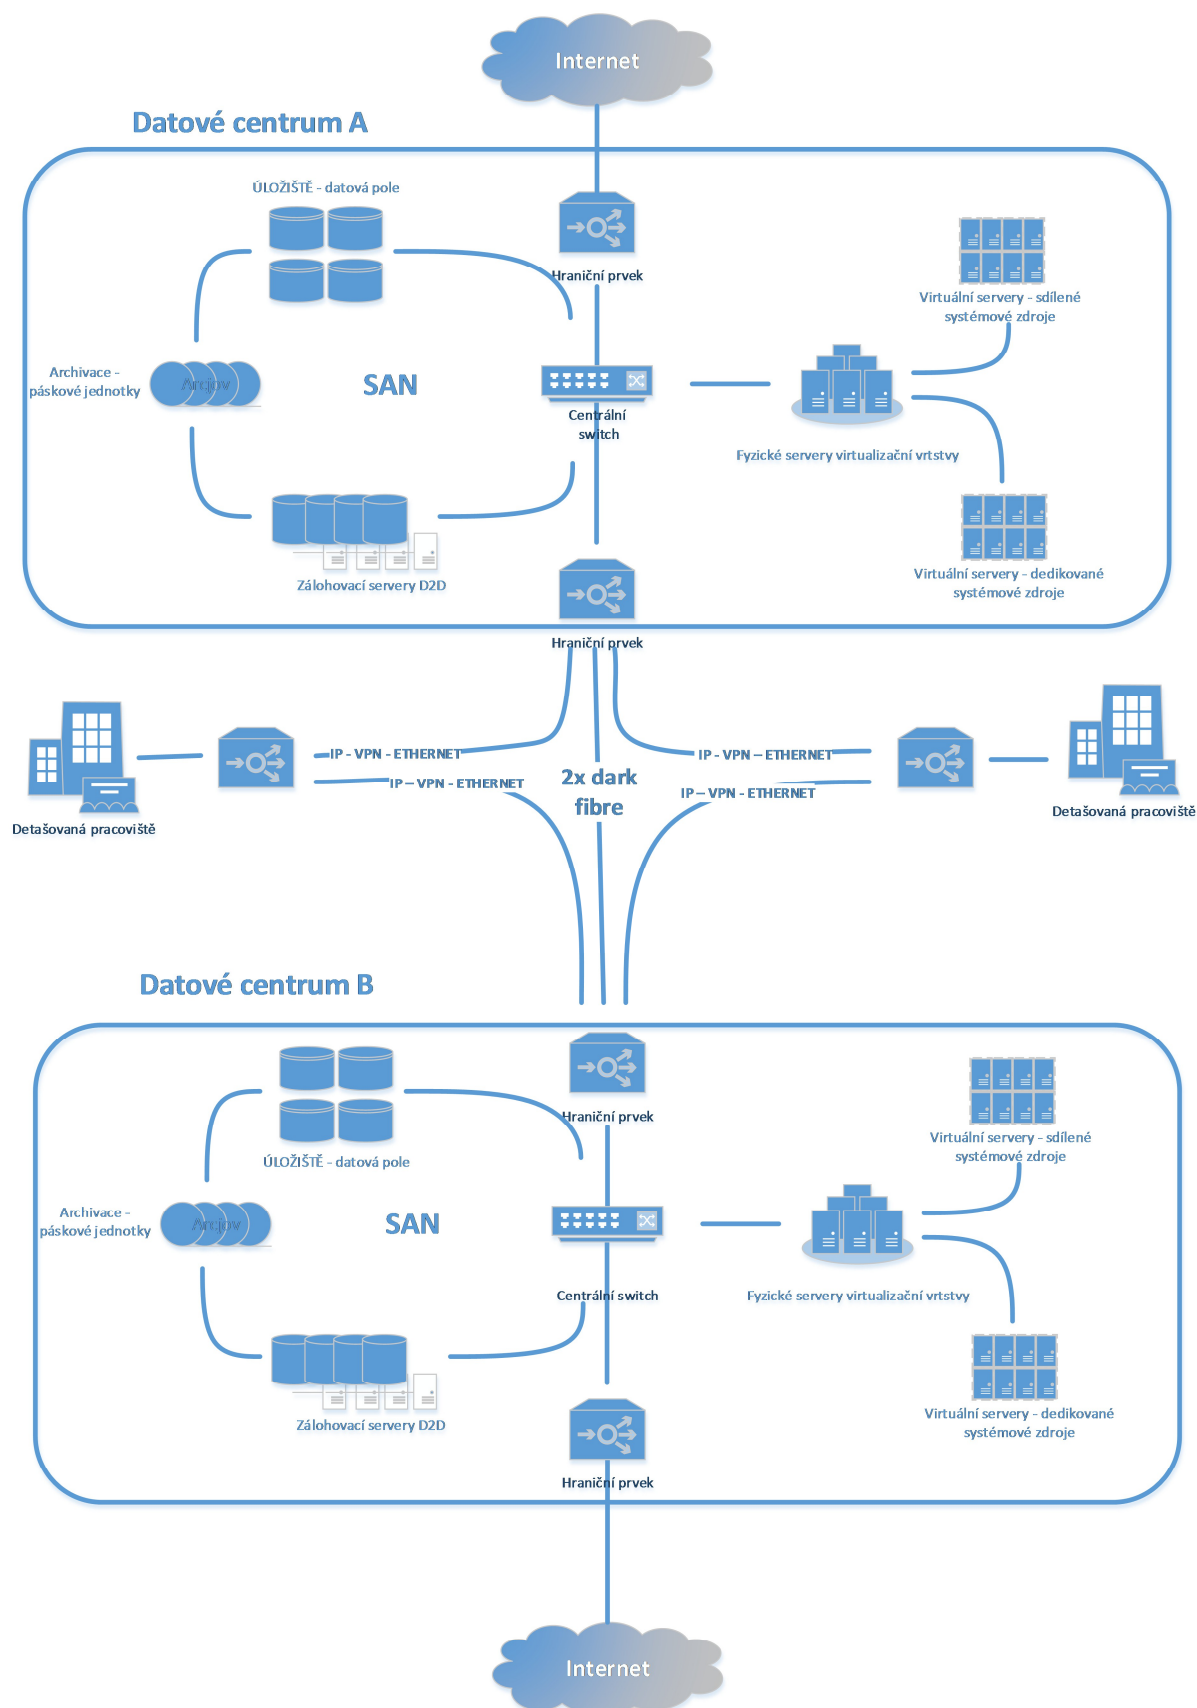 Internet
Datové centrum A
ÚLOŽIŠTĚ - datová pole
Hraniční prvek
Virtuální servery - sdílené
systémové zdroje
Archivace -
páskové jednotky
Arcjov
SAN
Centrální
switch
Fyzické servery virtualizační vrtstvy
Virtuální servery - dedikované
systémové zdroje
Zálohovací servery D2D
Hraniční prvek
IP - VPN - ETHERNET
IP – VPN - ETHERNET
2x dark
fibre
IP - VPN – ETHERNET
IP – VPN - ETHERNET
Detašovaná pracoviště
Detašovaná pracoviště
Datové centrum B
Hraniční prvek
Virtuální servery - sdílené
systémové zdroje
ÚLOŽIŠTĚ - datová pole
Archivace -
páskové jednotky
Arcjov
SAN
Centrální switch
Fyzické servery virtualizační vrtstvy
Virtuální servery - dedikované
systémové zdroje
Zálohovací servery D2D
Hraniční prvek
Internet